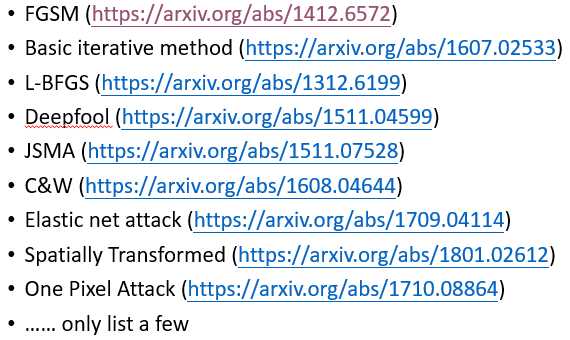 • FGSM (https://arxiv.org/abs/1412.6572)
• Basic iterative method (https://arxiv.org/abs/1607.02533)
• L-BFGS (https://arxiv.org/abs/1312.6199)
• Deepfool (https://arxiv.org/abs/1511.04599)
• JSMA (https://arxiv.org/abs/1511.07528)
• C&W (https://arxiv.org/abs/1608.04644)
• Elastic net attack (https://arxiv.org/abs/1709.04114)
• Spatially Transformed (https://arxiv.org/abs/1801.02612)
• One Pixel Attack (https://arxiv.org/abs/1710.08864)
• …… only list a few